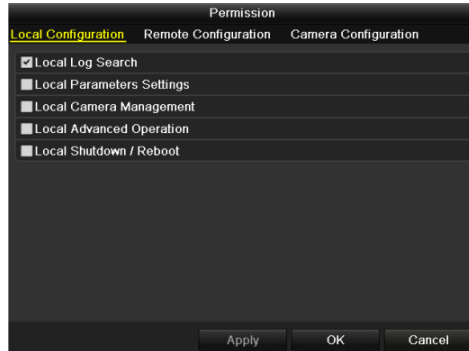 Permission
Local Configuration Remote Configuration Camera Configuration
Local Log Search
Local Parameters Settings
Local Camera Management
Local Advanced Operation
Local Shutdown / Reboot
Apply OK Cancel